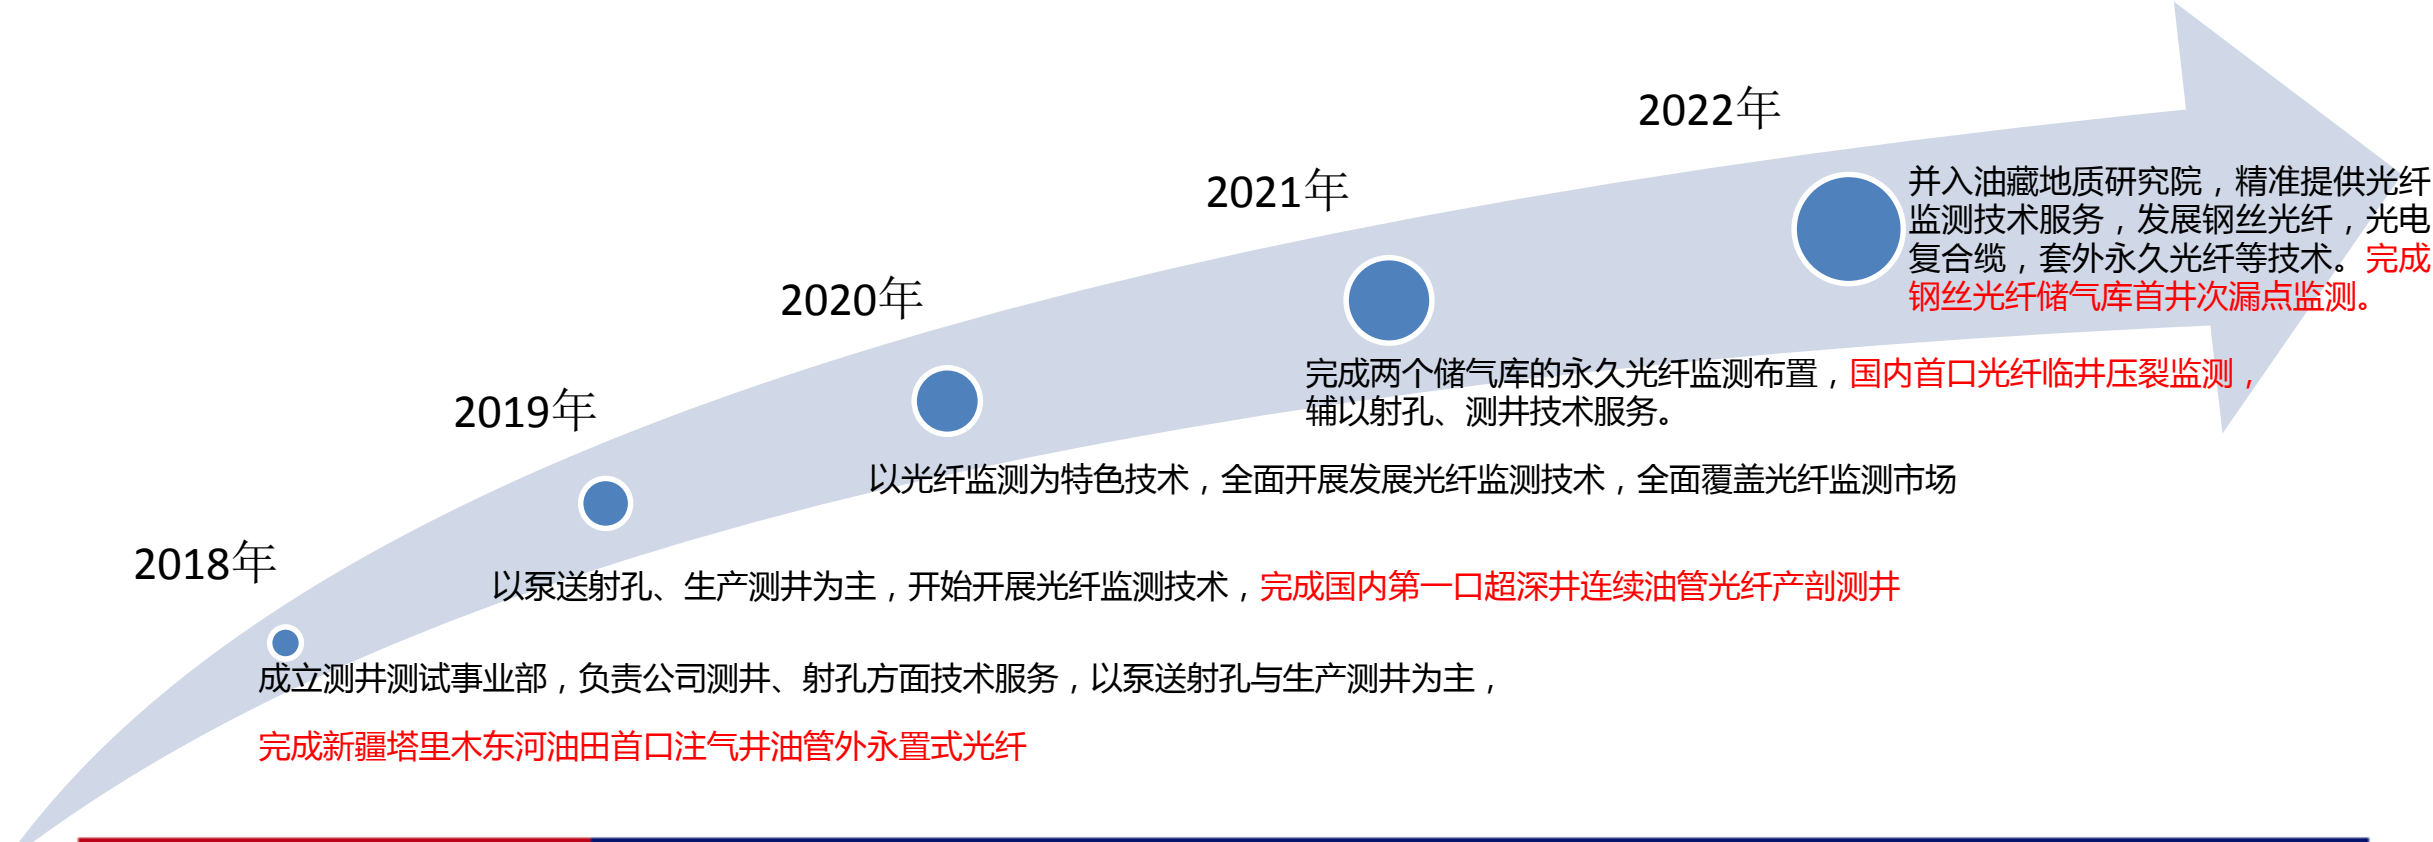 2022年
并入油藏地质研究院，精准提供光纤
监测技术服务，发展钢丝光纤，光电
复合缆，套外永久光纤等技术。完成
钢丝光纤储气库首井次漏点监测。
2021年
完成两个储气库的永久光纤监测布置，国内首口光纤临井压裂监测，
辅以射孔、测井技术服务。
2020年
以光纤监测为特色技术，全面开展发展光纤监测技术，全面覆盖光纤监测市场
2019年
以泵送射孔、生产测井为主，开始开展光纤监测技术，完成国内第一口超深井连续油管光纤产剖测井
2018年
成立测井测试事业部，负责公司测井、射孔方面技术服务，以泵送射孔与生产测井为主，
完成新疆塔里木东河油田首口注气井油管外永置式光纤